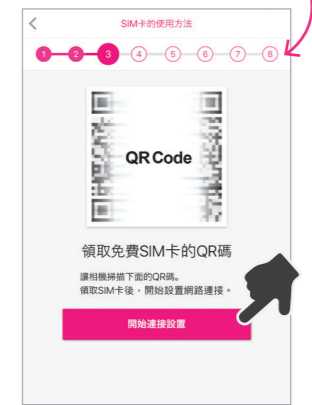 SIM卡的使用方法
1 2 3 4 5 6 7 8
QR Code
領取免費SIM卡的QR碼
讓相機掃描下面的QR碼。
領取SIM卡後，開始設置網路連接。
開始連接設置